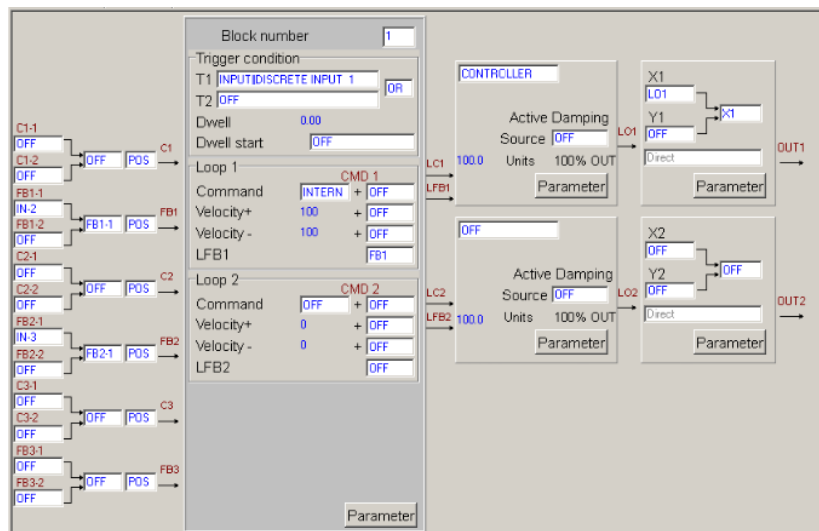 Block number 1
Trigger condition
T1 INPUT|DISCRETE INPUT 1
OR
T2 OFF
Dwell 0.00
Dwell start OFF
Loop 1
CMD 1
Command INTERN + OFF
Velocity+ 100 + OFF
Velocity - 100 + OFF
LFB1 FB1
Loop 2
CMD 2
Command OFF + OFF
Velocity+ 0 + OFF
Velocity - 0 + OFF
LFB2 OFF
Parameter
C1-1
OFF
C1-2
OFF
OFF POS C1
FB1-1
IN-2
FB1-2
OFF
FB1-1 POS FB1
C2-1
OFF
C2-2
OFF
OFF POS C2
FB2-1
IN-3
FB2-2
OFF
FB2-1 POS FB2
C3-1
OFF
C3-2
OFF
OFF POS C3
FB3-1
OFF
FB3-2
OFF
OFF POS FB3
LC1
LFB1
100.0
CONTROLLER
Active Damping
Source OFF
Units 100% OUT
Parameter
LO1
X1
LO1
Y1
OFF
X1
Direct
Parameter
OUT1
LC2
LFB2
100.0
OFF
Active Damping
Source OFF
Units 100% OUT
Parameter
LO2
X2
OFF
Y2
OFF
OFF
Direct
Parameter
OUT2